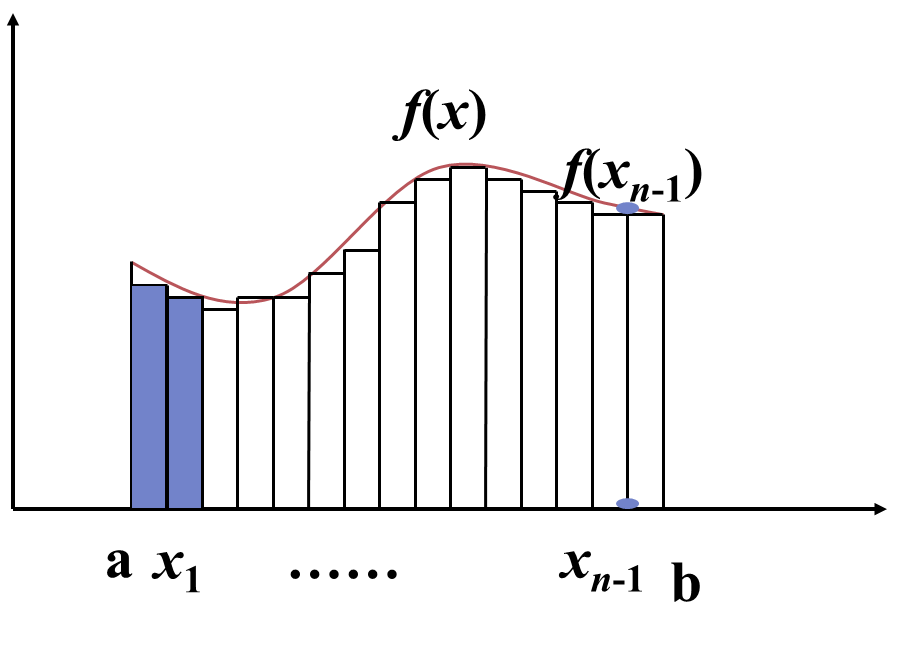 f(x)
f(xn-1)
a x1 …… xn-1 b